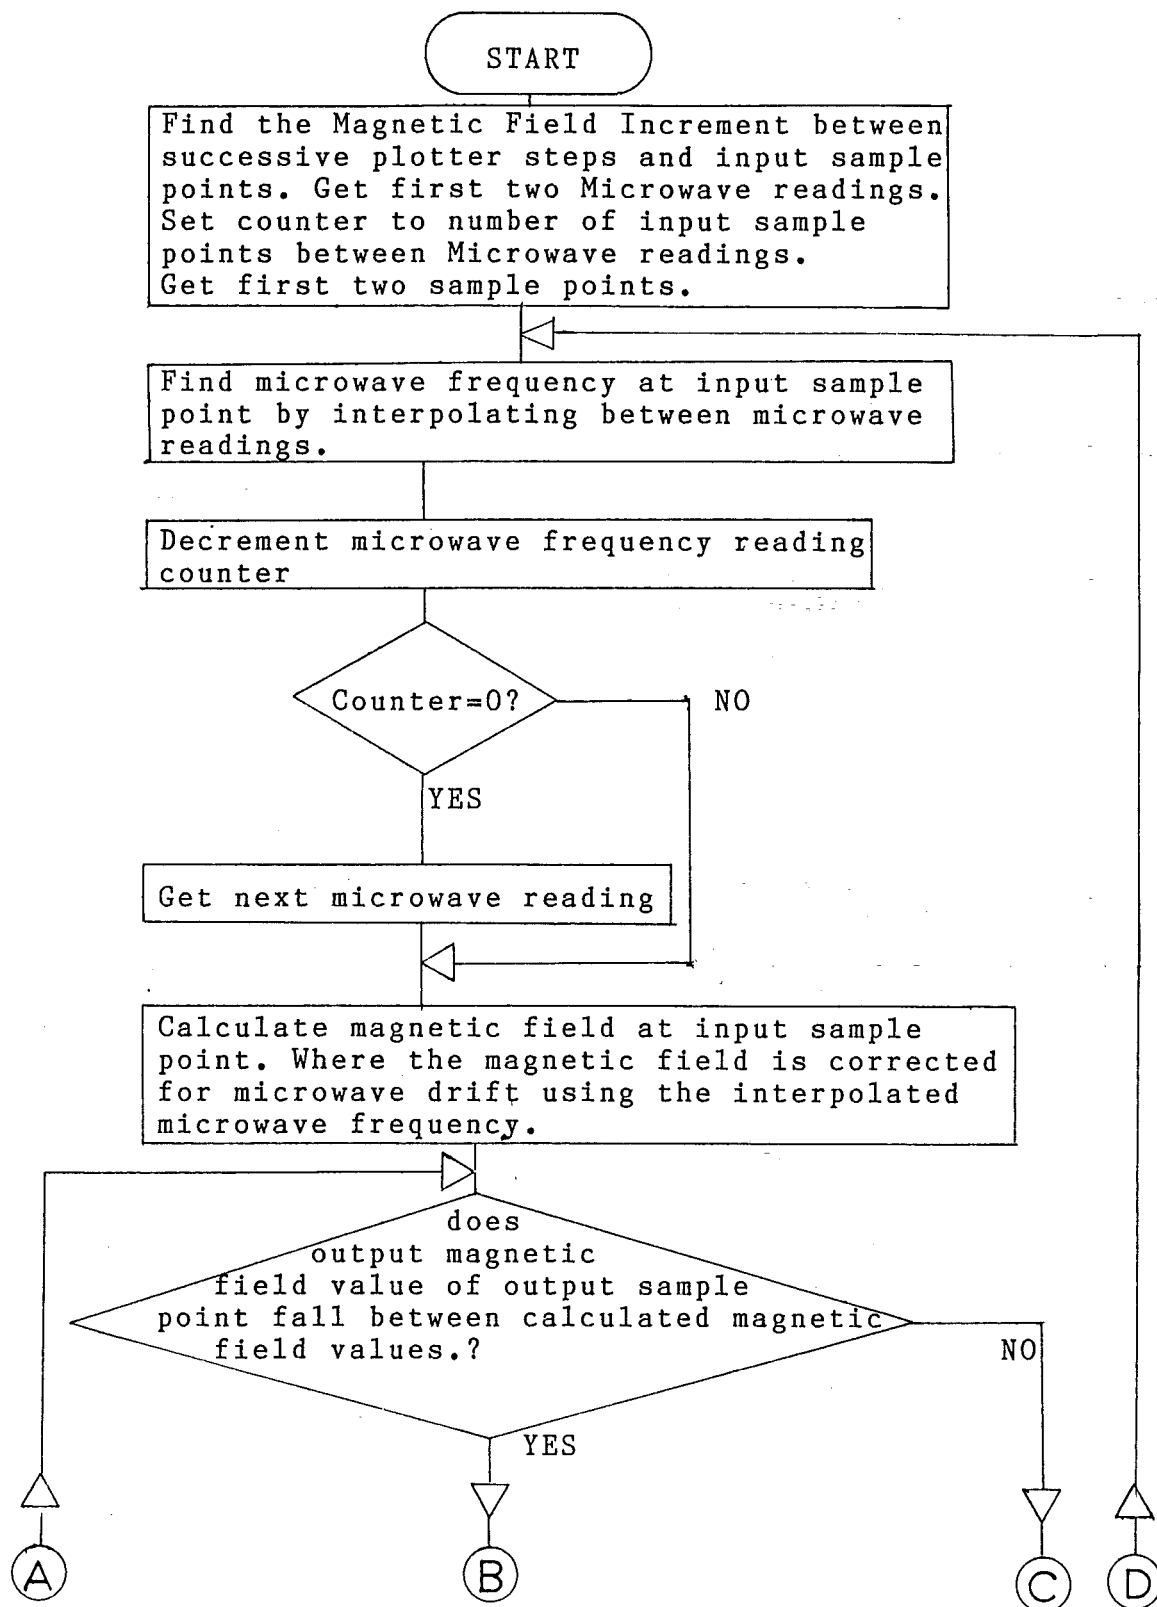 START
Find the Magnetic Field Increment between
successive plotter steps and input sample
points. Get first two Microwave readings.
Set counter to number of input sample
points between Microwave readings.
Get first two sample points.
Find microwave frequency at input sample
point by interpolating between microwave
readings.
Decrement microwave frequency reading
counter
Counter=0?
NO
YES
Get next microwave reading
Calculate magnetic field at input sample
point. Where the magnetic field is corrected
for microwave drift using the interpolated
microwave frequency.
does
output magnetic
field value of output sample
point fall between calculated magnetic
field values.?
NO
YES
A
B
C
D